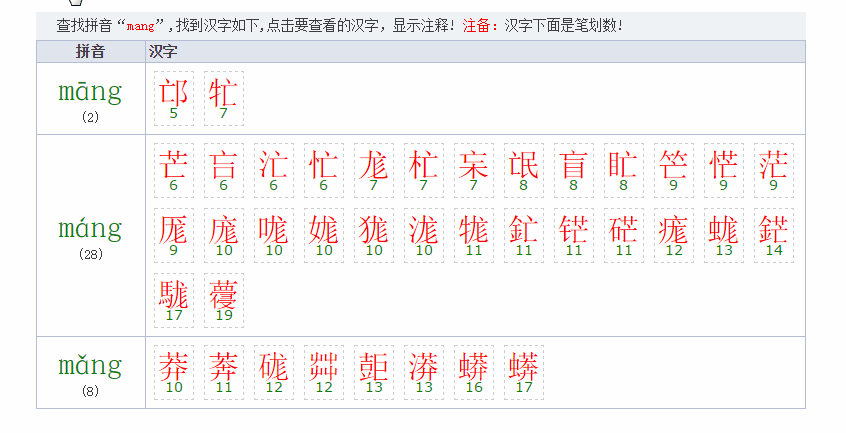 查找拼音“mang”,找到汉字如下,点击要查看的汉字，显示注释！注备：汉字下面是笔划数！
拼音 汉字
māng
(2)
邙 牤
5 7
máng
(28)
芒 吂 汒 忙 尨 杧 杗 氓 盲 盳 笀 恾 茫
6 6 6 6 7 7 7 8 8 8 9 9 9
厖 庬 哤 娏 狵 浝 牻 釯 铓 硭 痝 蛖 鋩
9 10 10 10 10 10 11 11 11 11 12 13 14
駹 蘉
17 19
mǎng
(8)
莽 莾 硥 茻 壾 漭 蟒 蠎
10 11 12 12 13 13 16 17